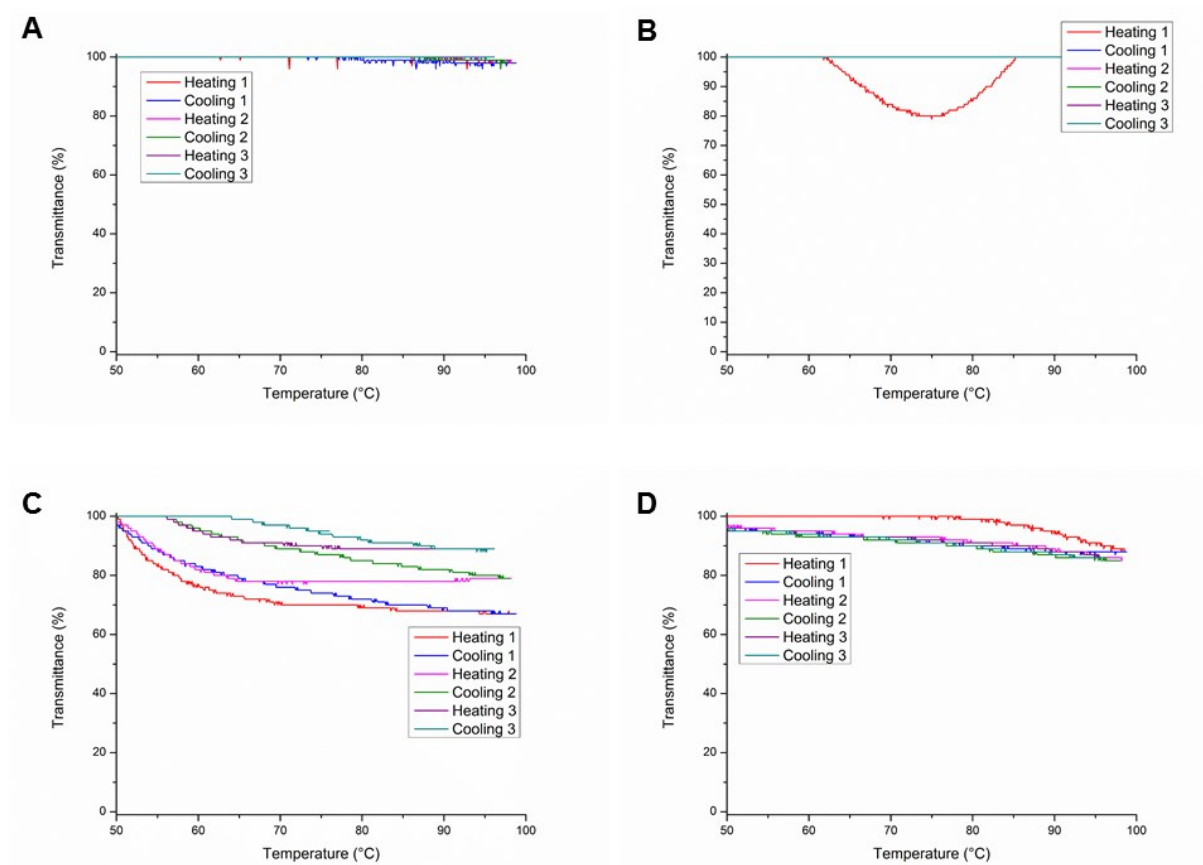 A
100
80
60
40
20
0
Transmittance (%)
50
60
70
80
90
100
Temperature (°C)
Heating 1
Cooling 1
Heating 2
Cooling 2
Heating 3
Cooling 3
B
100
90
80
70
60
50
40
30
20
10
0
Transmittance (%)
50
60
70
80
90
100
Temperature (°C)
Heating 1
Cooling 1
Heating 2
Cooling 2
Heating 3
Cooling 3
C
100
80
60
40
20
0
Transmittance (%)
50
60
70
80
90
100
Temperature (°C)
Heating 1
Cooling 1
Heating 2
Cooling 2
Heating 3
Cooling 3
D
100
80
60
40
20
0
Transmittance (%)
50
60
70
80
90
100
Temperature (°C)
Heating 1
Cooling 1
Heating 2
Cooling 2
Heating 3
Cooling 3